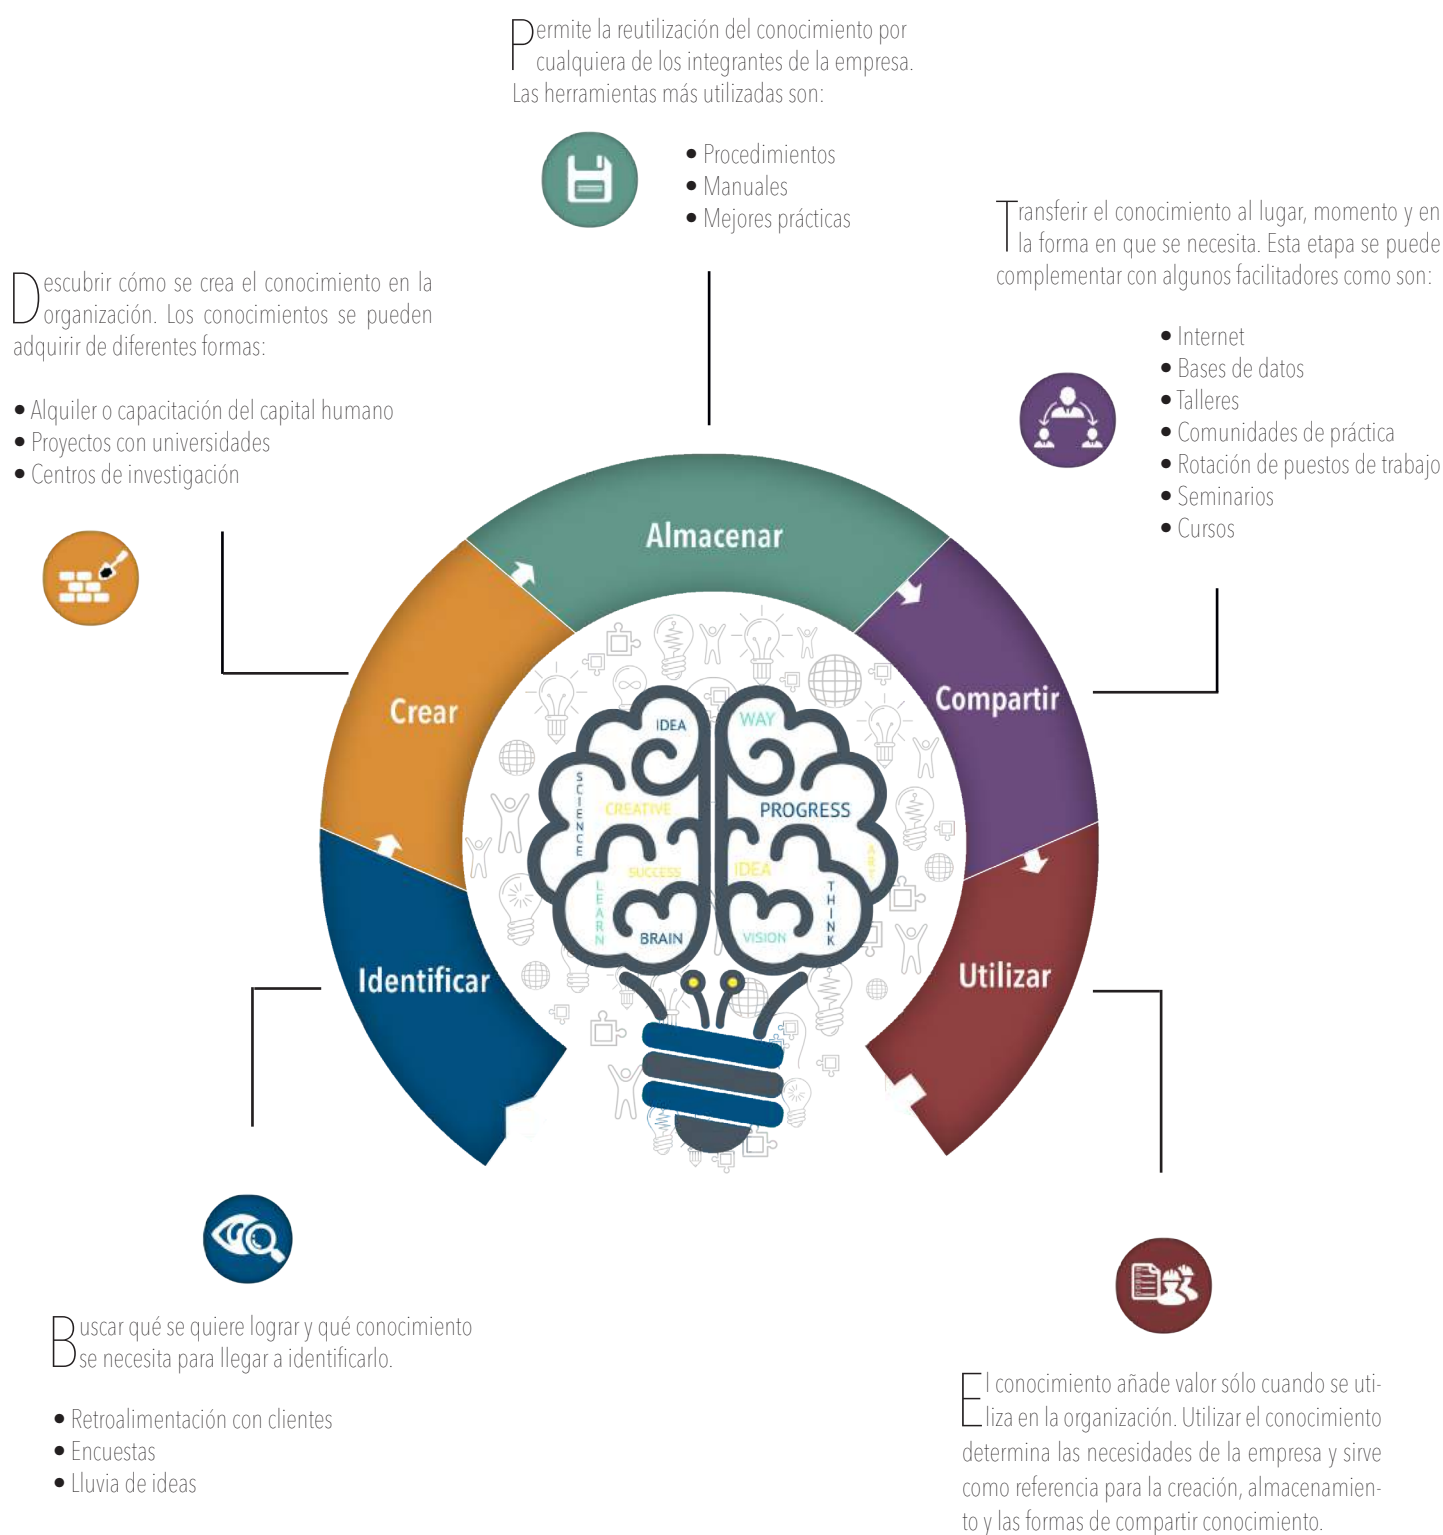 Permite la reutilización del conocimiento por
cualquiera de los integrantes de la empresa.
Las herramientas más utilizadas son:
• Procedimientos
• Manuales
• Mejores prácticas
Transferir el conocimiento al lugar, momento y en
la forma en que se necesita. Esta etapa se puede
complementar con algunos facilitadores como son:
• Internet
• Bases de datos
• Talleres
• Comunidades de práctica
• Rotación de puestos de trabajo
• Seminarios
• Cursos
Descubrir cómo se crea el conocimiento en la
organización. Los conocimientos se pueden
adquirir de diferentes formas:
• Alquiler o capacitación del capital humano
• Proyectos con universidades
• Centros de investigación
Almacenar
Crear
Compartir
Identificar
Utilizar
IDEA
WAY
SCIENCE
CREATIVE
PROGRESS
ART
SUCCESS
IDEA
LEARN
THINK
BRAIN
VISION
Buscar qué se quiere lograr y qué conocimiento
se necesita para llegar a identificarlo.
• Retroalimentación con clientes
• Encuestas
• Lluvia de ideas
El conocimiento añade valor sólo cuando se uti-
liza en la organización. Utilizar el conocimiento
determina las necesidades de la empresa y sirve
como referencia para la creación, almacenamien-
to y las formas de compartir conocimiento.